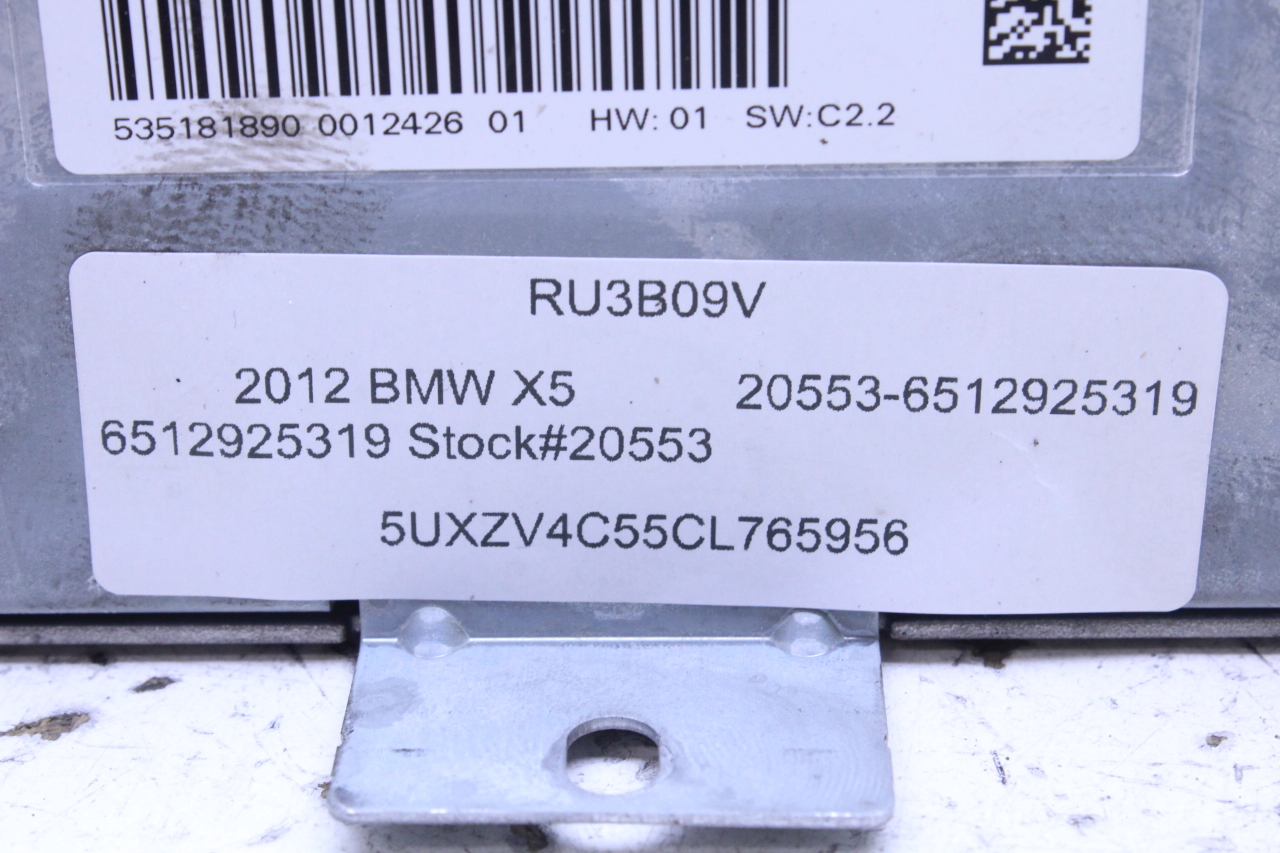 535181890 0012426 01 HW: 01 SW:C2.2
RU3B09V
2012 BMW X5 20553-6512925319
6512925319 Stock#20553
5UXZV4C55CL765956